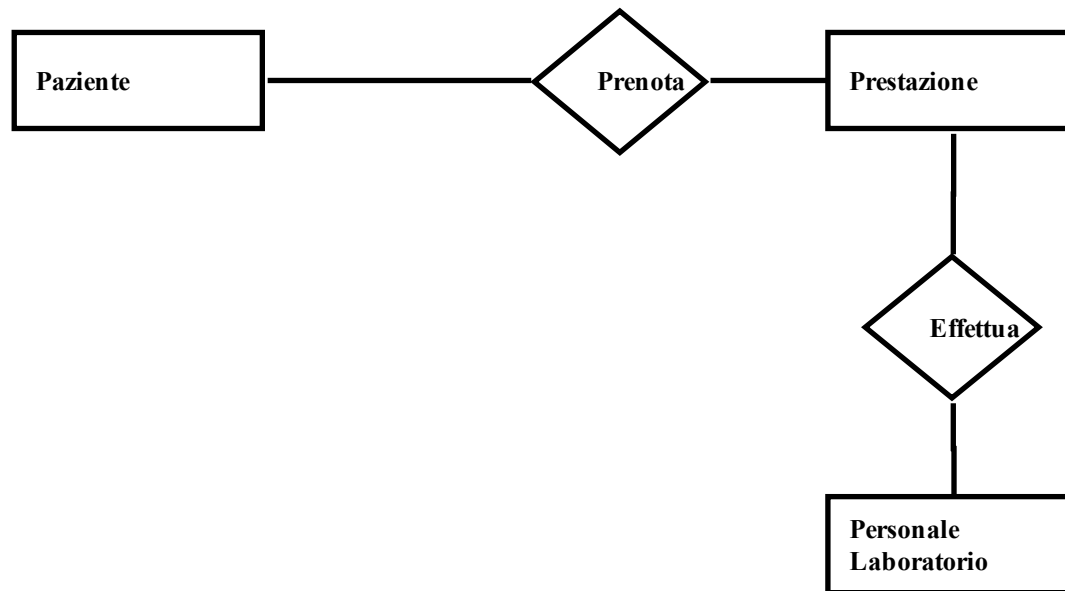 Paziente
Prenota
Prestazione
Effettua
Personale
Laboratorio